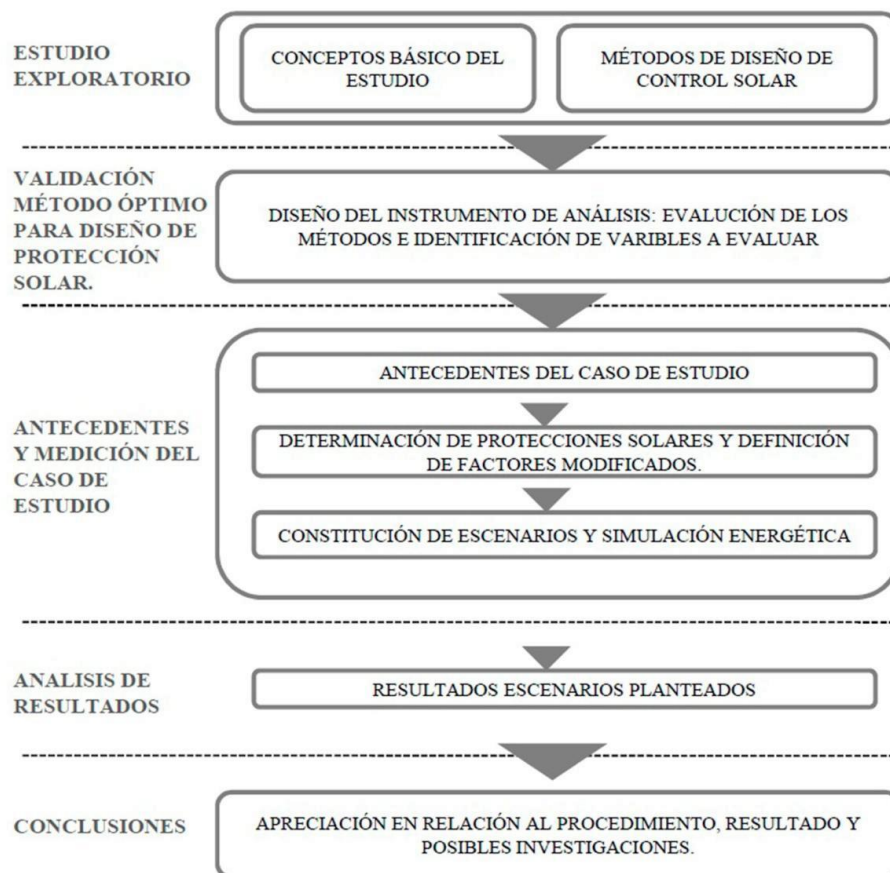 ESTUDIO
EXPLORATORIO
CONCEPTOS BÁSICO DEL
ESTUDIO
MÉTODOS DE DISEÑO DE
CONTROL SOLAR
VALIDACIÓN
MÉTODO ÓPTIMO
PARA DISEÑO DE
PROTECCIÓN
SOLAR.
DISEÑO DEL INSTRUMENTO DE ANÁLISIS: EVALUCIÓN DE LOS
MÉTODOS E IDENTIFICACIÓN DE VARIBLES A EVALUAR
ANTECEDENTES
Y MEDICIÓN DEL
CASO DE
ESTUDIO
ANTECEDENTES DEL CASO DE ESTUDIO
DETERMINACIÓN DE PROTECCIONES SOLARES Y DEFINICIÓN
DE FACTORES MODIFICADOS.
CONSTITUCIÓN DE ESCENARIOS Y SIMULACIÓN ENERGÉTICA
ANALISIS DE
RESULTADOS
RESULTADOS ESCENARIOS PLANTEADOS
CONCLUSIONES
APRECIACIÓN EN RELACIÓN AL PROCEDIMIENTO, RESULTADO Y
POSIBLES INVESTIGACIONES.